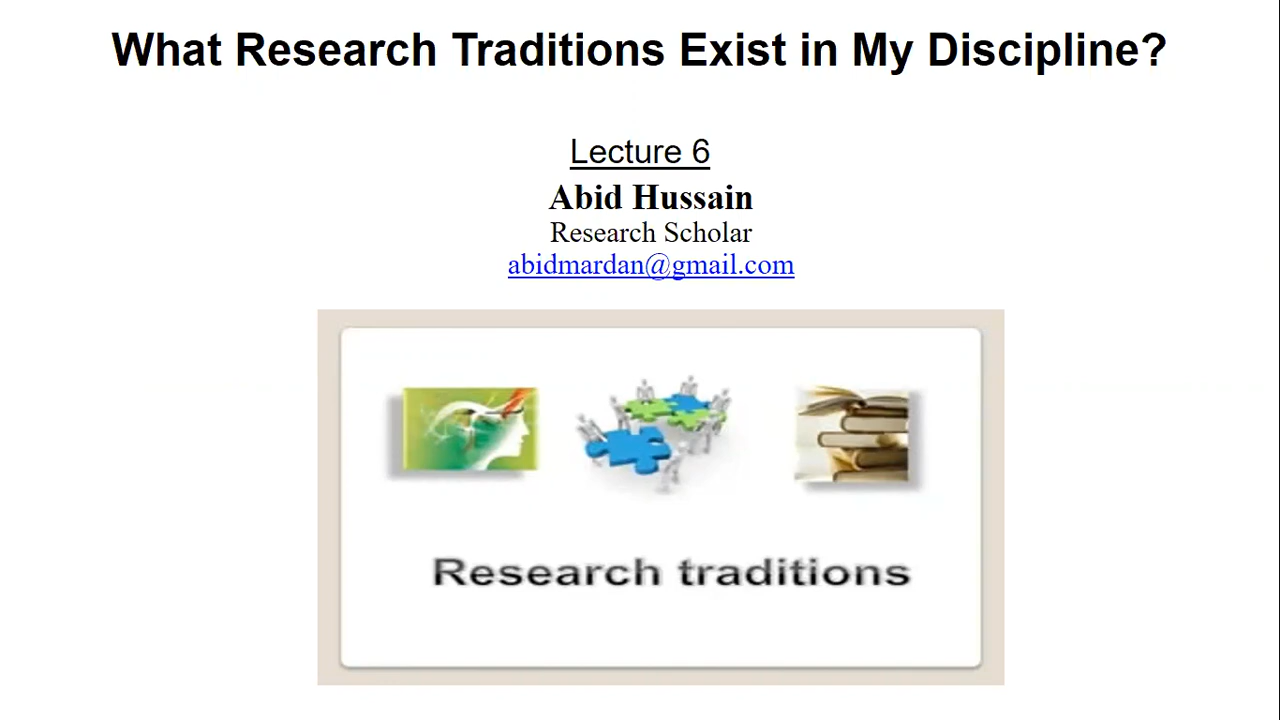 What Research Traditions Exist in My Discipline?
Lecture 6
Abid Hussain
Research Scholar
abidmardan@gmail.com
Research traditions